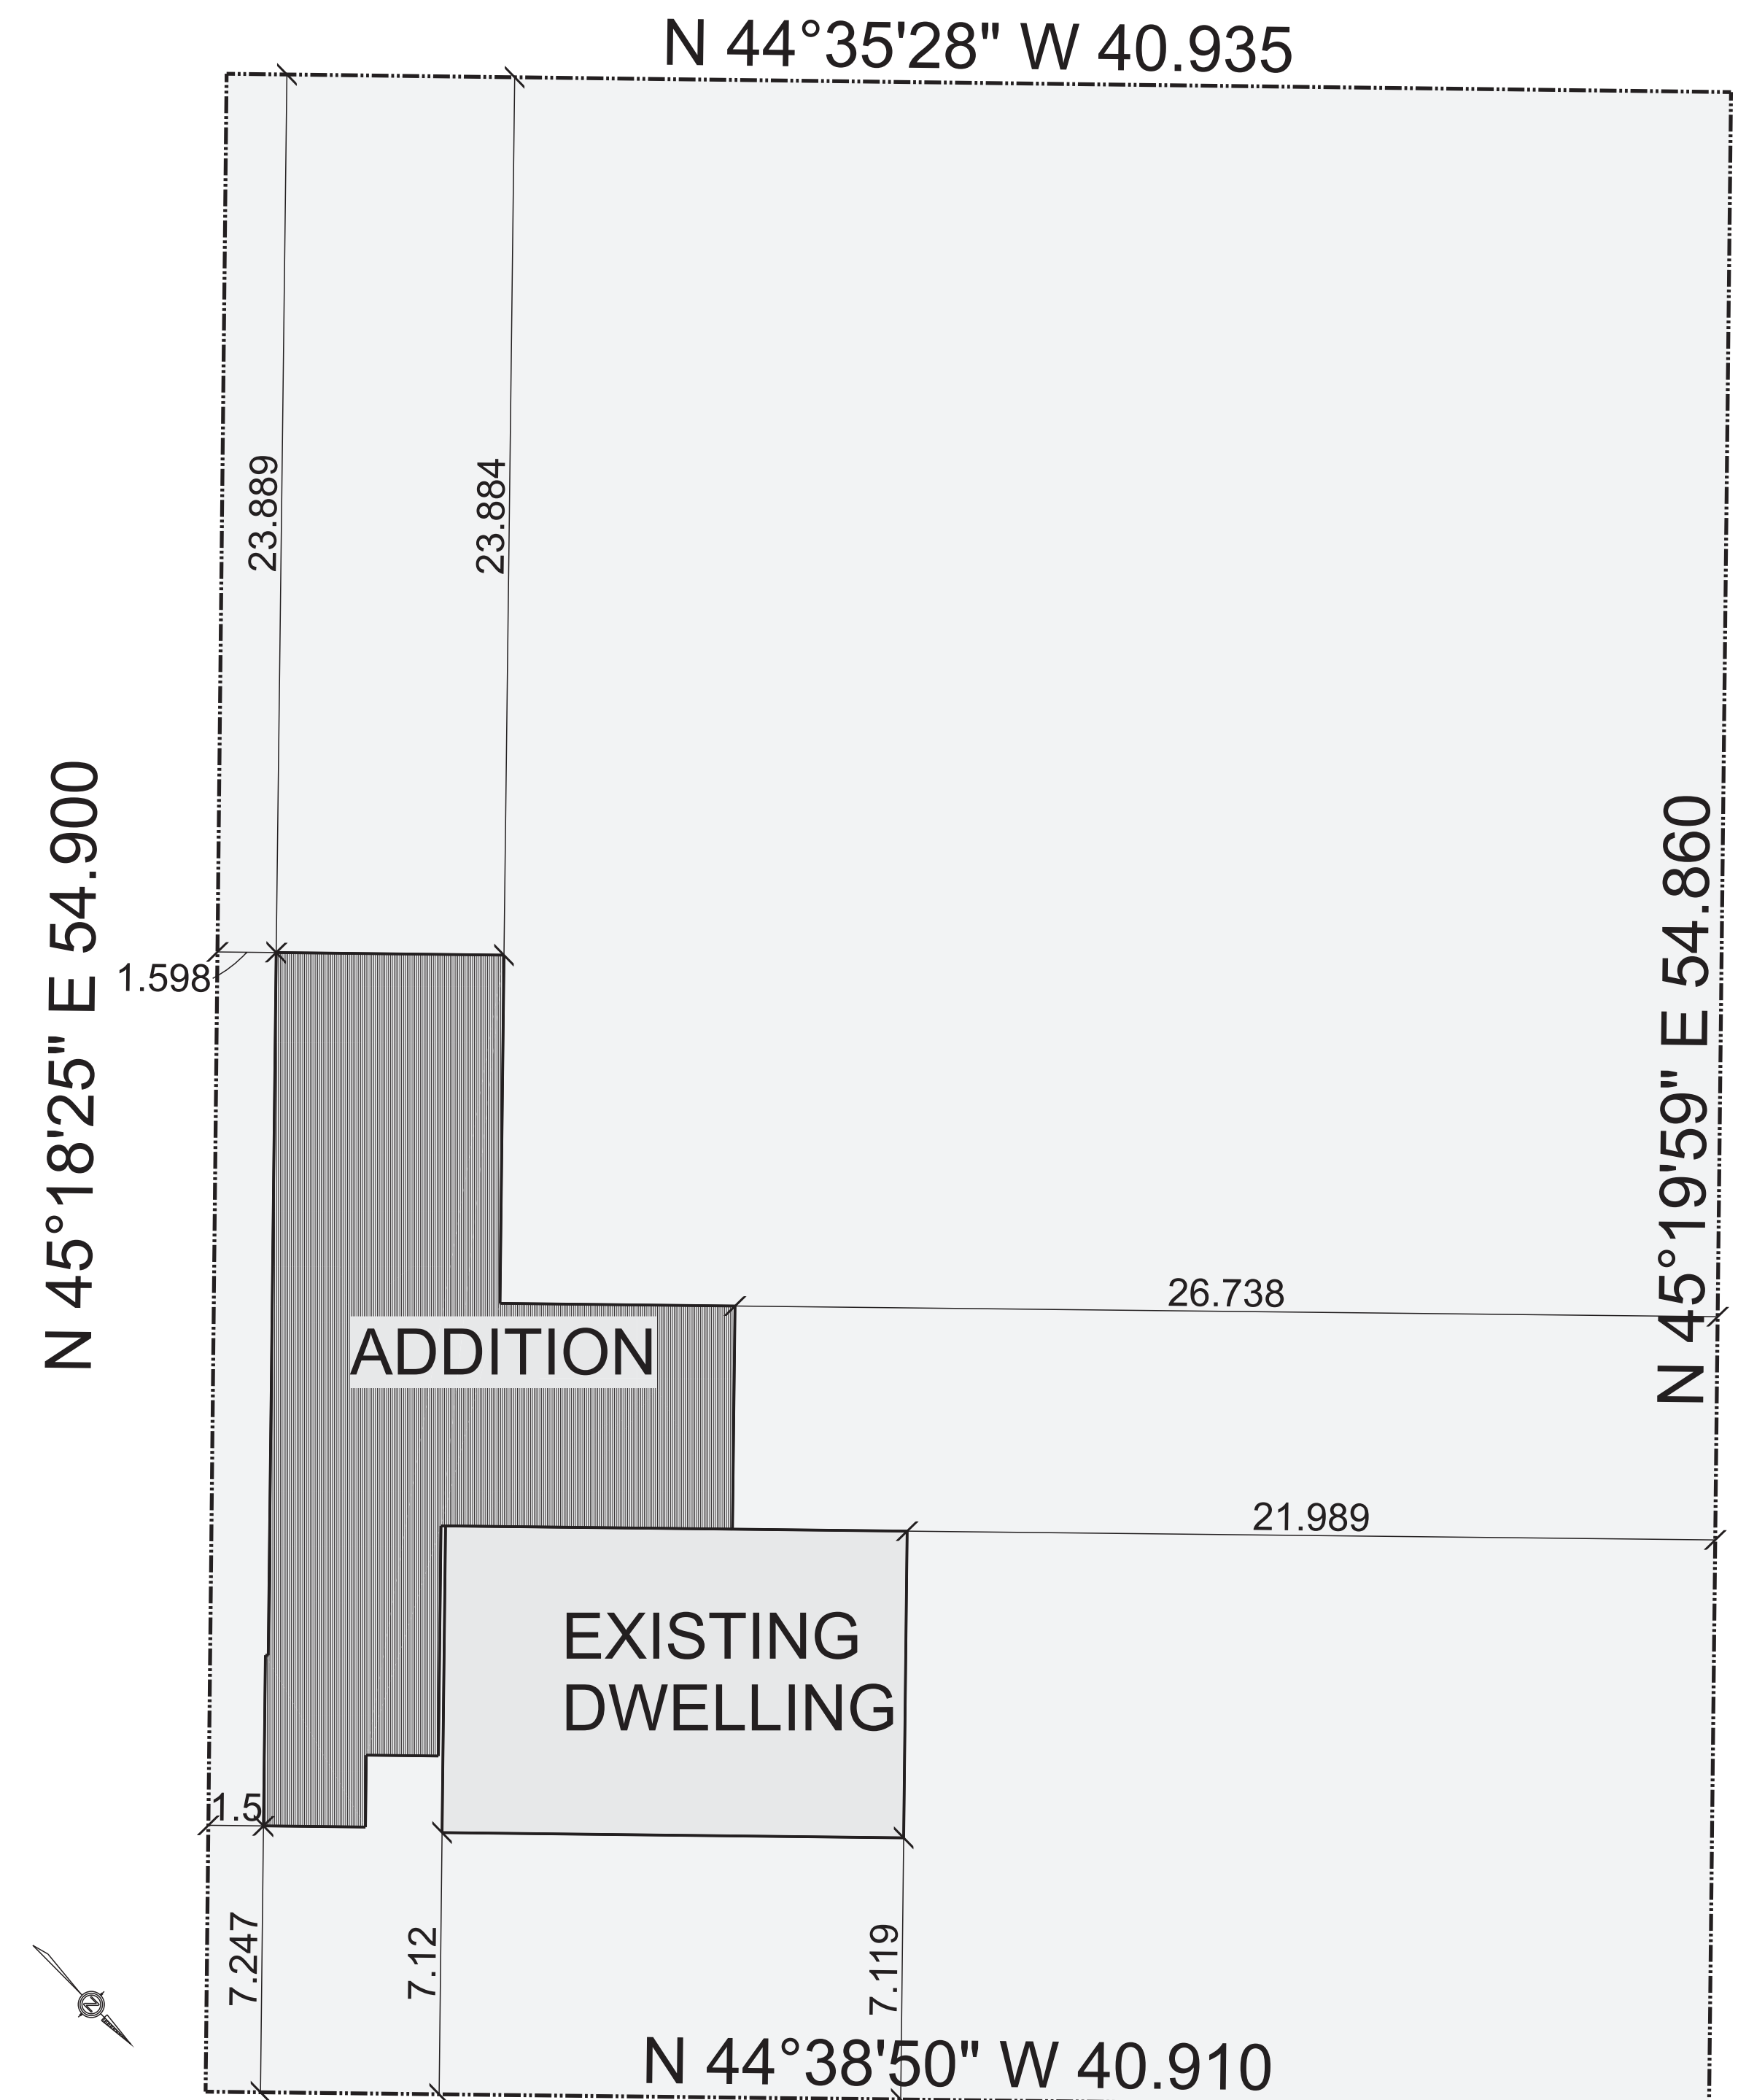 N 44°35'28" W 40.935
23.889
23.884
N 45°18'25" E 54.900
N 45°19'59" E 54.860
1.598
26.738
ADDITION
21.989
EXISTING
DWELLING
1.5
7.247
7.12
7.119
N
N 44°38'50" W 40.910